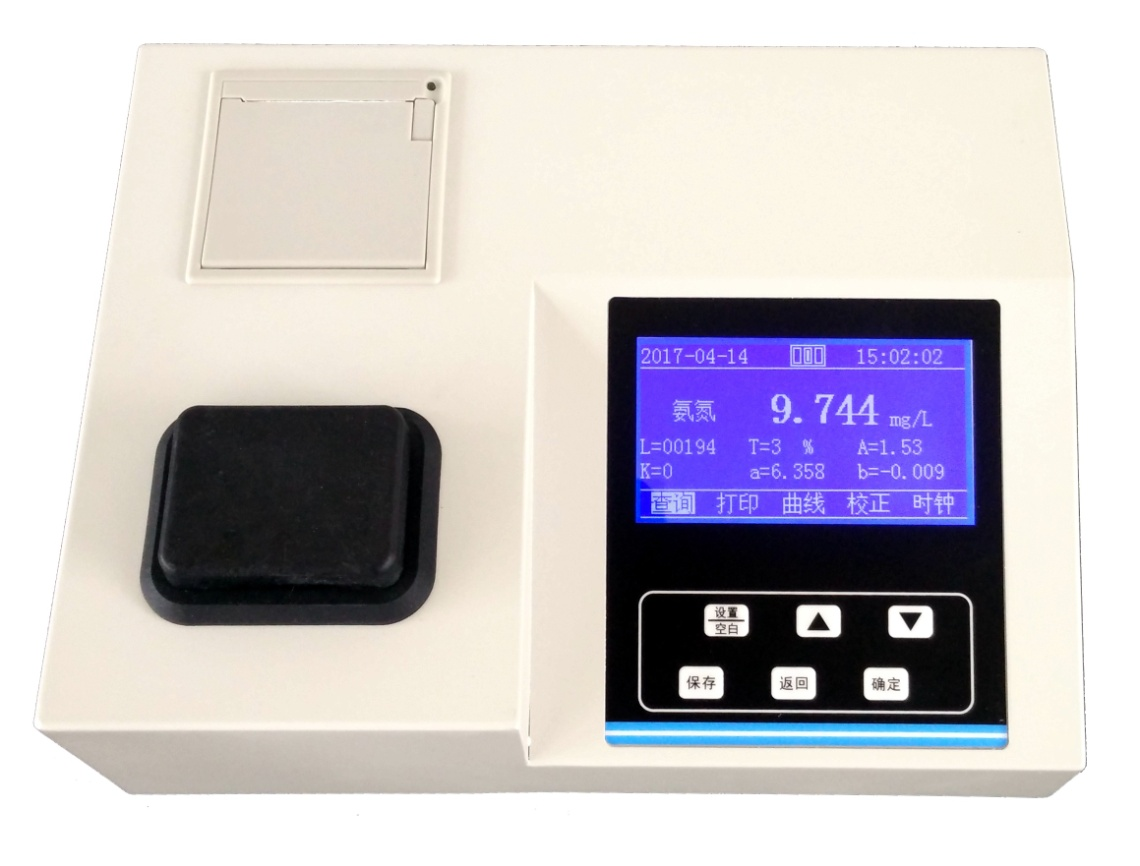 2017-04-14 15:02:02
氨氮 9.744 mg/L
L=00194 T=3 % A=1.53
K=0 a=6.358 b=-0.009
查询 打印 曲线 校正 时钟
设置
空白
保存 返回 确定